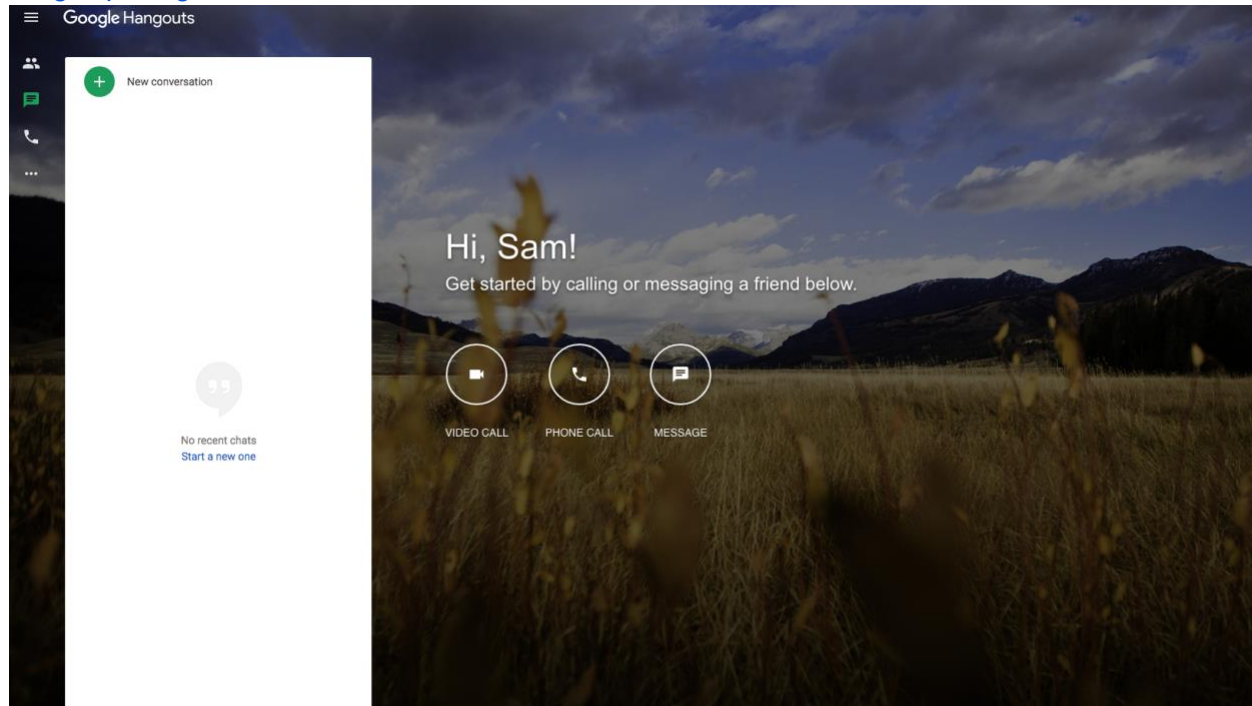 Google Hangouts
New conversation
Hi, Sam!
Get started by calling or messaging a friend below.
VIDEO CALL
PHONE CALL
MESSAGE
No recent chats
Start a new one